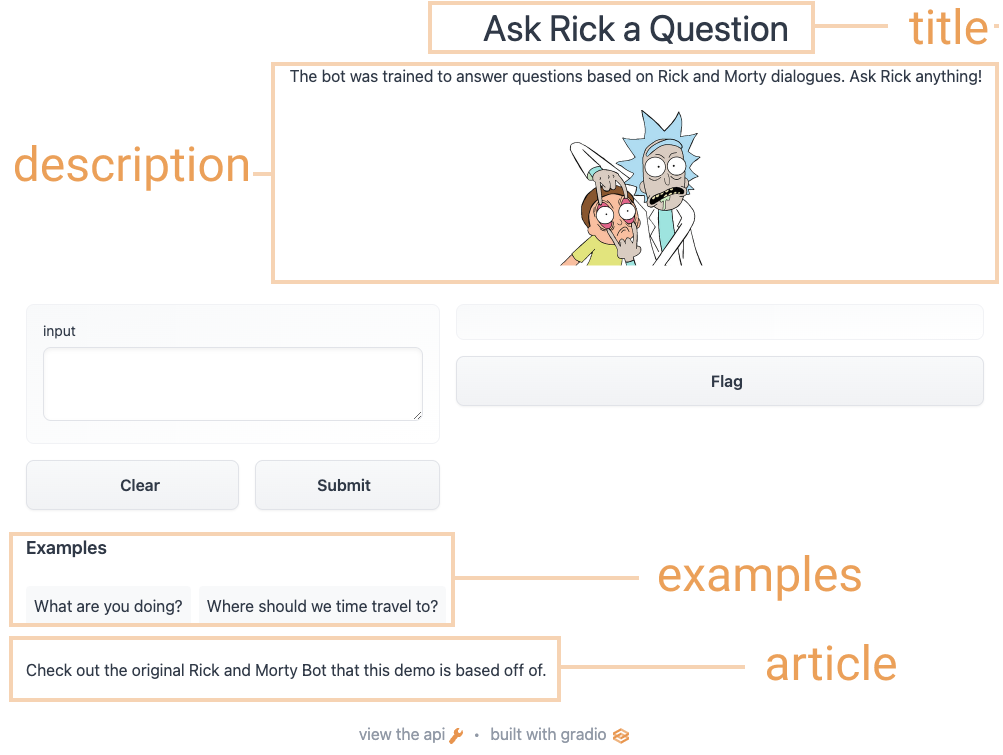 Ask Rick a Question
title
The bot was trained to answer questions based on Rick and Morty dialogues. Ask Rick anything!
description
input
Flag
Clear
Submit
Examples
What are you doing?
Where should we time travel to?
examples
Check out the original Rick and Morty Bot that this demo is based off of.
article
view the api • built with gradio